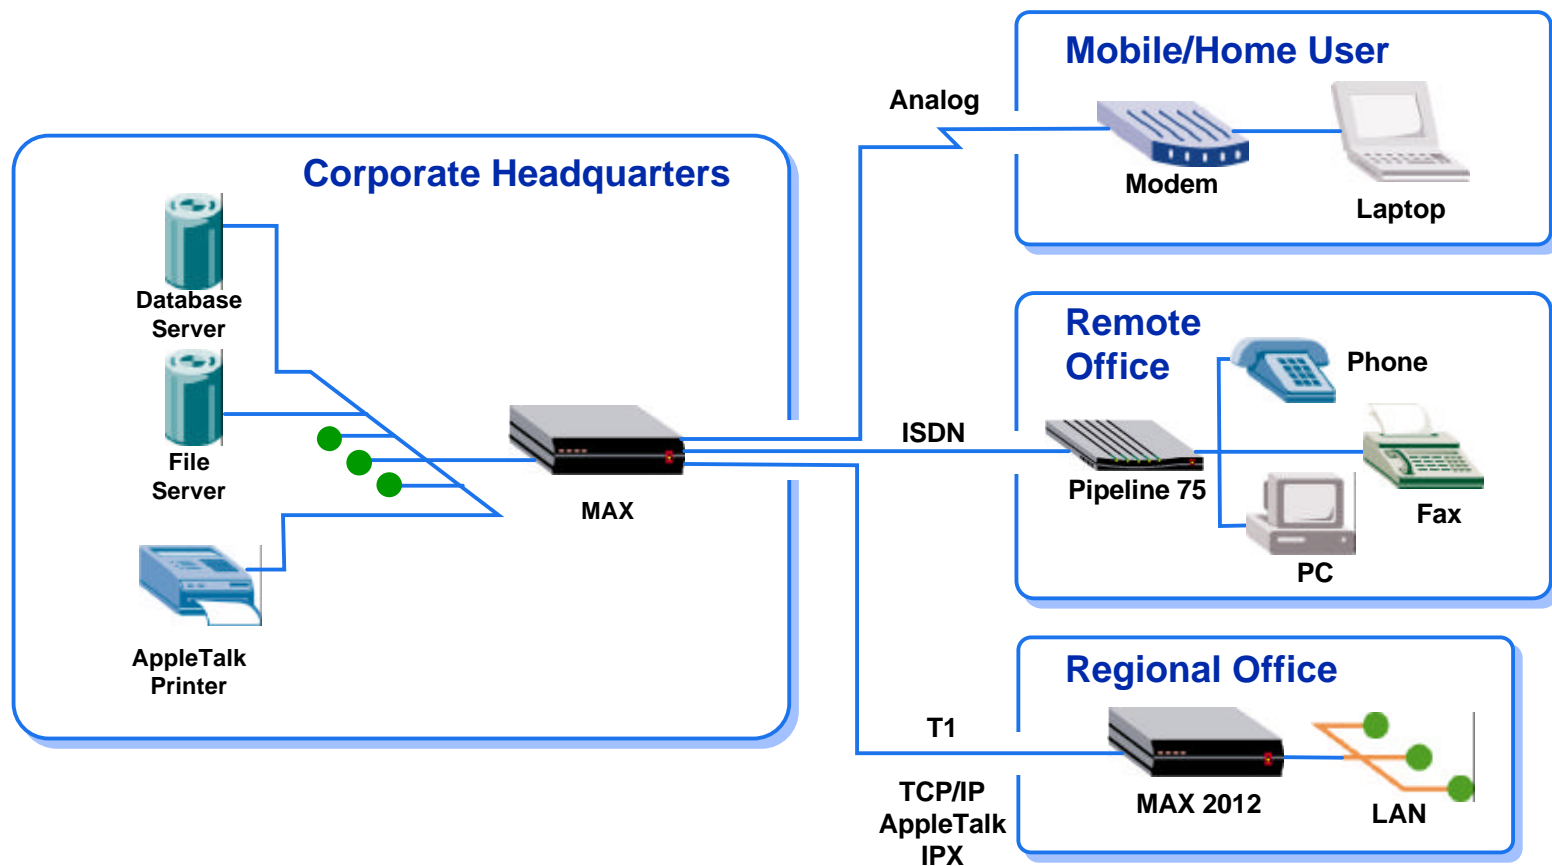 Corporate Headquarters
Database
Server
File
Server
AppleTalk
Printer
MAX
Analog
ISDN
T1
TCP/IP
AppleTalk
IPX
Mobile/Home User
Modem
Laptop
Remote
Office
Phone
Pipeline 75
Fax
PC
Regional Office
MAX 2012
LAN